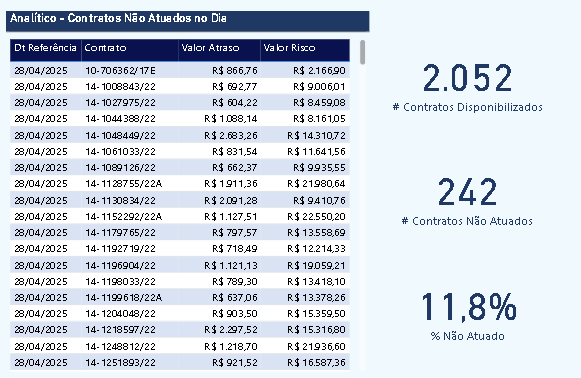 Analítico - Contratos Não Atuados no Dia
Dt Referência Contrato Valor Atraso Valor Risco
28/04/2025 10-706362/17E R$ 866,76 R$ 2.166,90
28/04/2025 14-1008843/22 R$ 692,77 R$ 9.006,01
28/04/2025 14-1027975/22 R$ 604,22 R$ 8.459,08
28/04/2025 14-1044388/22 R$ 1.088,14 R$ 8.161,05
28/04/2025 14-1048449/22 R$ 2.683,26 R$ 14.310,72
28/04/2025 14-1061033/22 R$ 831,54 R$ 11.641,56
28/04/2025 14-1089126/22 R$ 662,37 R$ 9.935,55
28/04/2025 14-1128755/22A R$ 1.911,36 R$ 21.980,64
28/04/2025 14-1130834/22 R$ 2.091,28 R$ 9.410,76
28/04/2025 14-1152292/22A R$ 1.127,51 R$ 22.550,20
28/04/2025 14-1179765/22 R$ 797,57 R$ 13.558,69
28/04/2025 14-1192719/22 R$ 718,49 R$ 12.214,33
28/04/2025 14-1196904/22 R$ 1.121,13 R$ 19.059,21
28/04/2025 14-1198033/22 R$ 789,30 R$ 13.418,10
28/04/2025 14-1199618/22A R$ 637,06 R$ 13.378,26
28/04/2025 14-1204048/22 R$ 903,50 R$ 15.359,50
28/04/2025 14-1218597/22 R$ 2.297,52 R$ 15.316,80
28/04/2025 14-1248812/22 R$ 1.218,70 R$ 21.936,60
28/04/2025 14-1251893/22 R$ 921,52 R$ 16.587,36
2.052
# Contratos Disponibilizados
242
# Contratos Não Atuados
11,8%
% Não Atuado